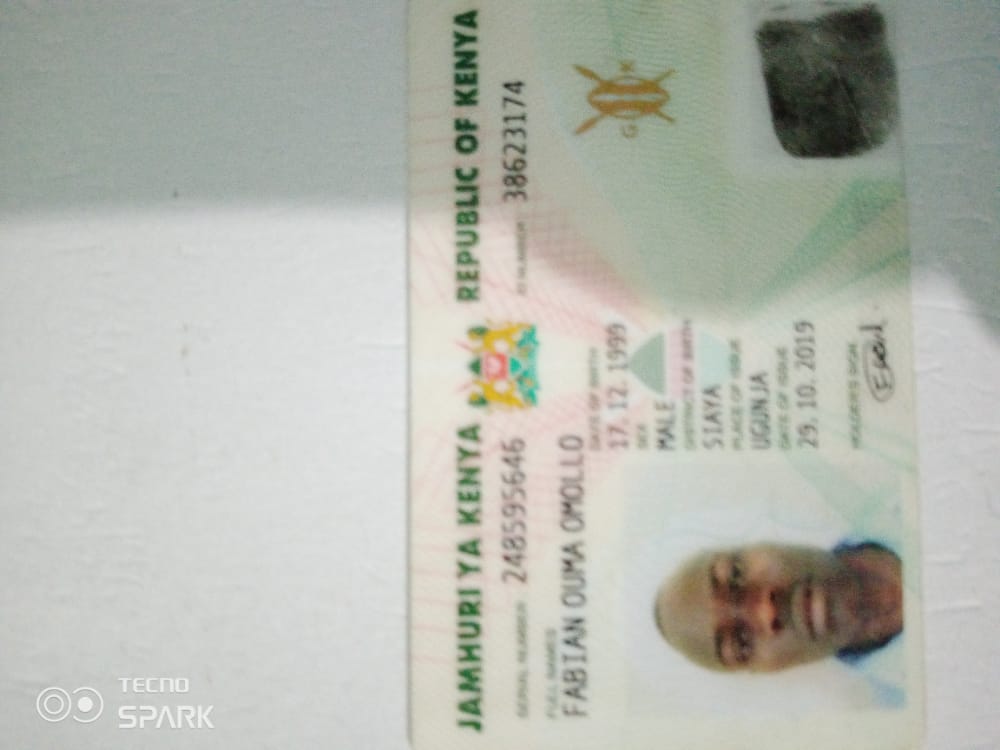 JAMHURI YA KENYA REPUBLIC OF KENYA
SERIAL NUMBER 248595646 ID NUMBER 38623174
FULL NAMES
FABIAN OUMA OMOLLO
DATE OF BIRTH
17. 12. 1999
SEX
MALE
DISTRICT OF BIRTH
SIAYA
PLACE OF ISSUE
UGUNJA
DATE OF ISSUE
29. 10. 2019
HOLDER'S SIGN.
G K
TECNO
SPARK